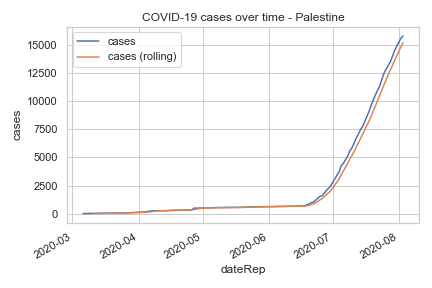 COVID-19 cases over time - Palestine
cases
cases (rolling)
15000
12500
10000
7500
5000
2500
0
cases
2020-03
2020-04
2020-05
2020-06
2020-07
2020-08
dateRep